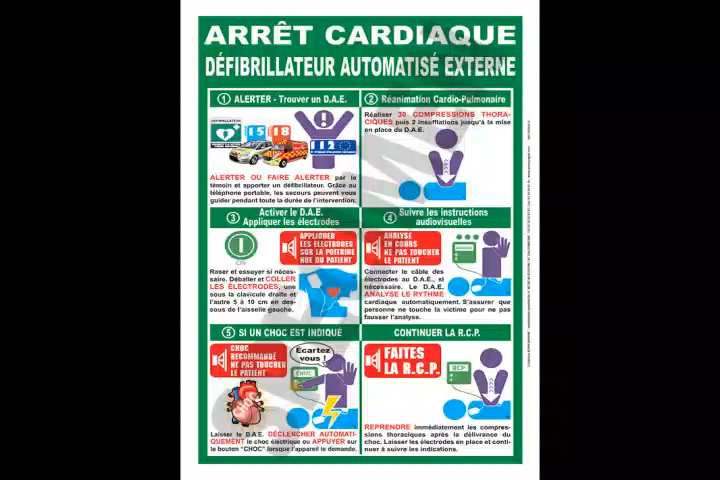 ARRÊT CARDIAQUE
DÉFIBRILLATEUR AUTOMATISÉ EXTERNE
1 ALERTER - Trouver un D.A.E.
DÉFIBRILLATEUR
15 18
112
ALERTER OU FAIRE ALERTER par le
témoin et apporter un défibrillateur. Grâce au
téléphone portable, les secours peuvent vous
guider pendant toute la durée de l'intervention.
2 Réanimation Cardio-Pulmonaire
Réaliser 30 COMPRESSIONS THORA-
CIQUES puis 2 insufflations jusqu'à la mise
en place du D.A.E.
3 Activer le D.A.E.
Appliquer les électrodes
ON
APPLIQUER
LES ELECTRODES
SUR LA POITRINE
NUE DU PATIENT
Raser et essuyer si néces-
saire. Déballer et COLLER
LES ÉLECTRODES, une
sous la clavicule droite et
l'autre 5 à 10 cm en des-
sous de l'aisselle gauche.
4 Suivre les instructions
audiovisuelles
ANALYSE
EN COURS
NE PAS TOUCHER
LE PATIENT
Connecter le câble des
électrodes au D.A.E., si
nécessaire. Le D.A.E.
ANALYSE LE RYTHME
cardiaque automatiquement. S'assurer que
personne ne touche la victime pour ne pas
fausser l'analyse.
5 SI UN CHOC EST INDIQUÉ
CHOC
RECOMMANDÉ
NE PAS TOUCHER
LE PATIENT
Ecartez
vous !
CHOC
Laisser le D.A.E. DÉCLENCHER AUTOMATI-
QUEMENT le choc éléctrique ou APPUYER sur
le bouton "CHOC" lorsque l'appareil le demande.
CONTINUER LA R.C.P.
FAITES
LA R.C.P.
RCP
REPRENDRE immédiatement les compres-
sions thoraciques après la délivrance du
choc. Laisser les électrodes en place et conti-
nuer à suivre les indications.